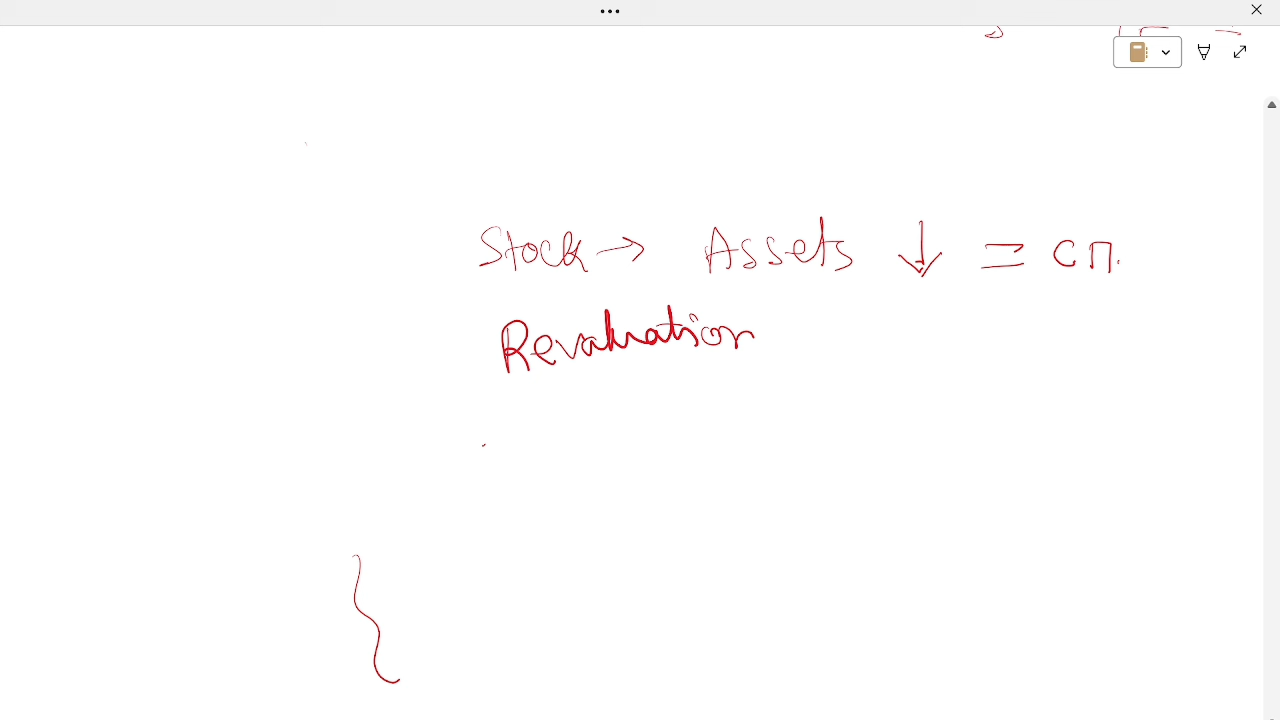 Stock → Assets ↓ =
Revaluation